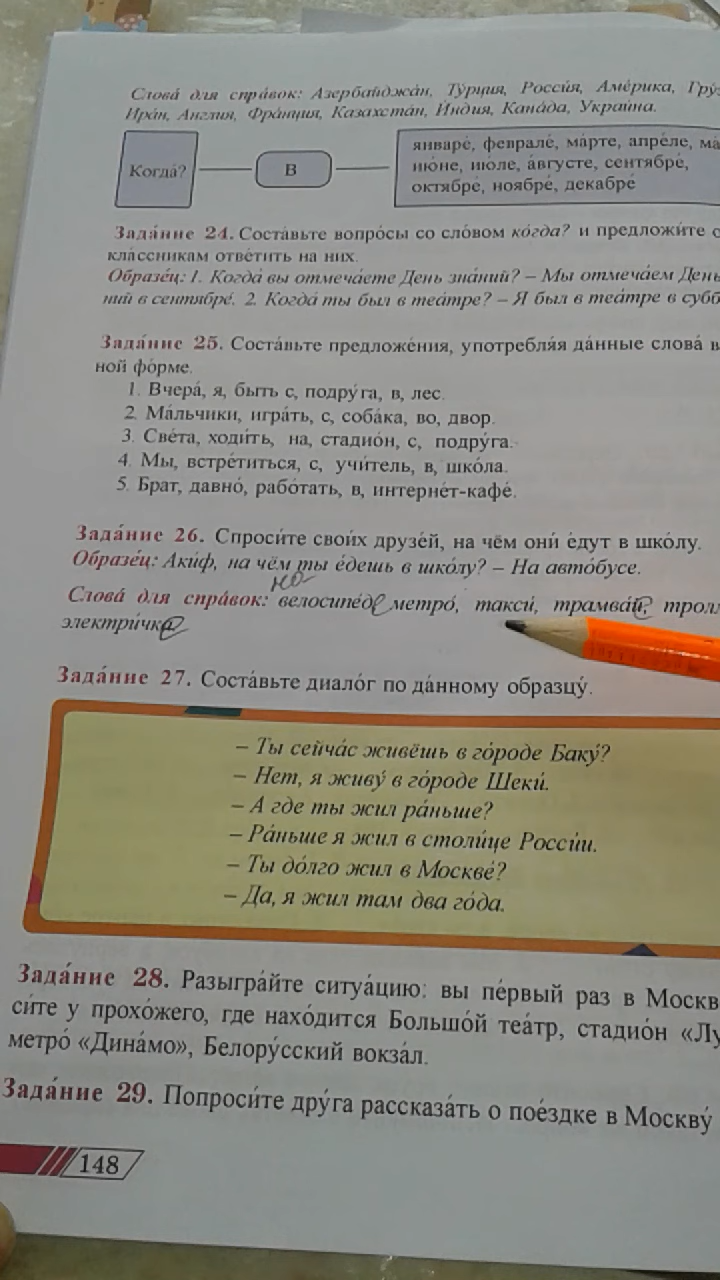 Слова́ для спра́вок: Азербайджа́н, Ту́рция, Росси́я, Аме́рика,
Ира́н, А́нглия, Фра́нция, Казахста́н, И́ндия, Кана́да, Украи́на.
Когда́?
В
январе́, феврале́, ма́рте, апре́ле,
ию́не, ию́ле, а́вгусте, сентябре́,
октябре́, ноябре́, декабре́
Зада́ние 24. Соста́вьте вопро́сы со сло́вом когда́? и предложи́те
кла́ссникам отве́тить на них.
Образе́ц: 1. Когда́ вы отмеча́ете День зна́ний? – Мы отмеча́ем День
ний в сентябре́. 2. Когда́ ты был в теа́тре? – Я был в теа́тре в
Зада́ние 25. Соста́вьте предложе́ния, употребля́я да́нные слова́ в
ной фо́рме.
1. Вчера́, я, быть с, подру́га, в, лес.
2. Ма́льчики, игра́ть, с, соба́ка, во, двор.
3. Све́та, ходи́ть, на, стадио́н, с, подру́га.
4. Мы, встре́титься, с, учи́тель, в, шко́ла.
5. Брат, давно́, рабо́тать, в, интерне́т-кафе́.
Зада́ние 26. Спроси́те свои́х друзе́й, на чём они́ е́дут в шко́лу.
Образе́ц: Аки́ф, на чём ты е́дешь в шко́лу? – На авто́бусе.
на
Слова́ для спра́вок: велосипе́де метро́, такси́, трамва́й,
электри́чка
Зада́ние 27. Соста́вьте диало́г по да́нному образцу́.
– Ты сейча́с живёшь в го́роде Баку́?
– Нет, я живу́ в го́роде Шеки́.
– А где ты жил ра́ньше?
– Ра́ньше я жил в столи́це Росси́и.
– Ты до́лго жил в Москве́?
– Да, я жил там два го́да.
Зада́ние 28. Разыгра́йте ситуа́цию: вы пе́рвый раз в
си́те у прохо́жего, где нахо́дится Большо́й теа́тр, стадио́н
метро́ «Дина́мо», Белору́сский вокза́л.
Зада́ние 29. Попроси́те дру́га рассказа́ть о пое́здке в Москву́
148